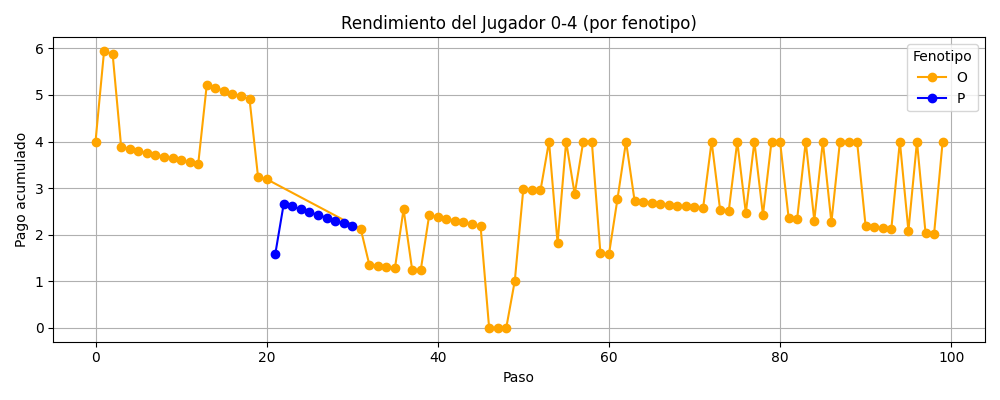 Rendimiento del Jugador 0-4 (por fenotipo)
Pago acumulado
6
5
4
3
2
1
0
Fenotipo
O
P
0 20 40 60 80 100
Paso